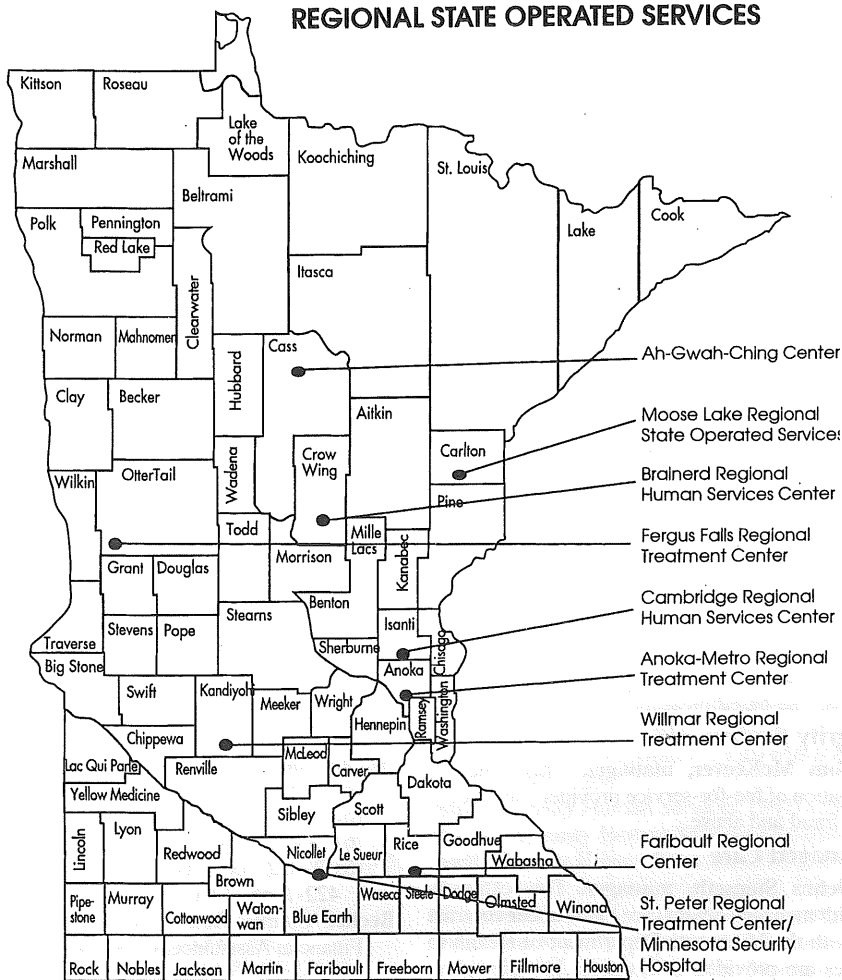 REGIONAL STATE OPERATED SERVICES
Kittson
Roseau
Lake
of the
Woods
Koochiching
St. Louis
Marshall
Beltrami
Polk
Pennington
Red Lake
Clearwater
Lake
Cook
Itasca
Norman
Mahnomen
Hubbard
Cass
Ah-Gwah-Ching Center
Clay
Becker
Aitkin
Moose Lake Regional
State Operated Services
Carlton
Wadena
Crow
Wing
Brainerd Regional
Human Services Center
Wilkin
OtterTail
Pine
Todd
Mille
Lacs
Kanabec
Morrison
Fergus Falls Regional
Treatment Center
Grant
Douglas
Benton
Stearns
Isanti
Cambridge Regional
Human Services Center
Stevens
Pope
Traverse
Sherburne
Chisago
Big Stone
Anoka
Anoka-Metro Regional
Treatment Center
Swift
Kandiyohi
Meeker
Wright
Hennepin
Ramsey
Washington
Willmar Regional
Treatment Center
Chippewa
McLeod
Carver
Lac Qui Parle
Renville
Dakota
Yellow Medicine
Sibley
Scott
Lincoln
Lyon
Redwood
Nicollet
Le Sueur
Rice
Goodhue
Wabasha
Faribault Regional
Center
Brown
Pipe-
stone
Murray
Cottonwood
Waton-
wan
Blue Earth
Waseca
Steele
Dodge
Olmsted
Winona
St. Peter Regional
Treatment Center/
Minnesota Security
Hospital
Rock
Nobles
Jackson
Martin
Faribault
Freeborn
Mower
Fillmore
Houston